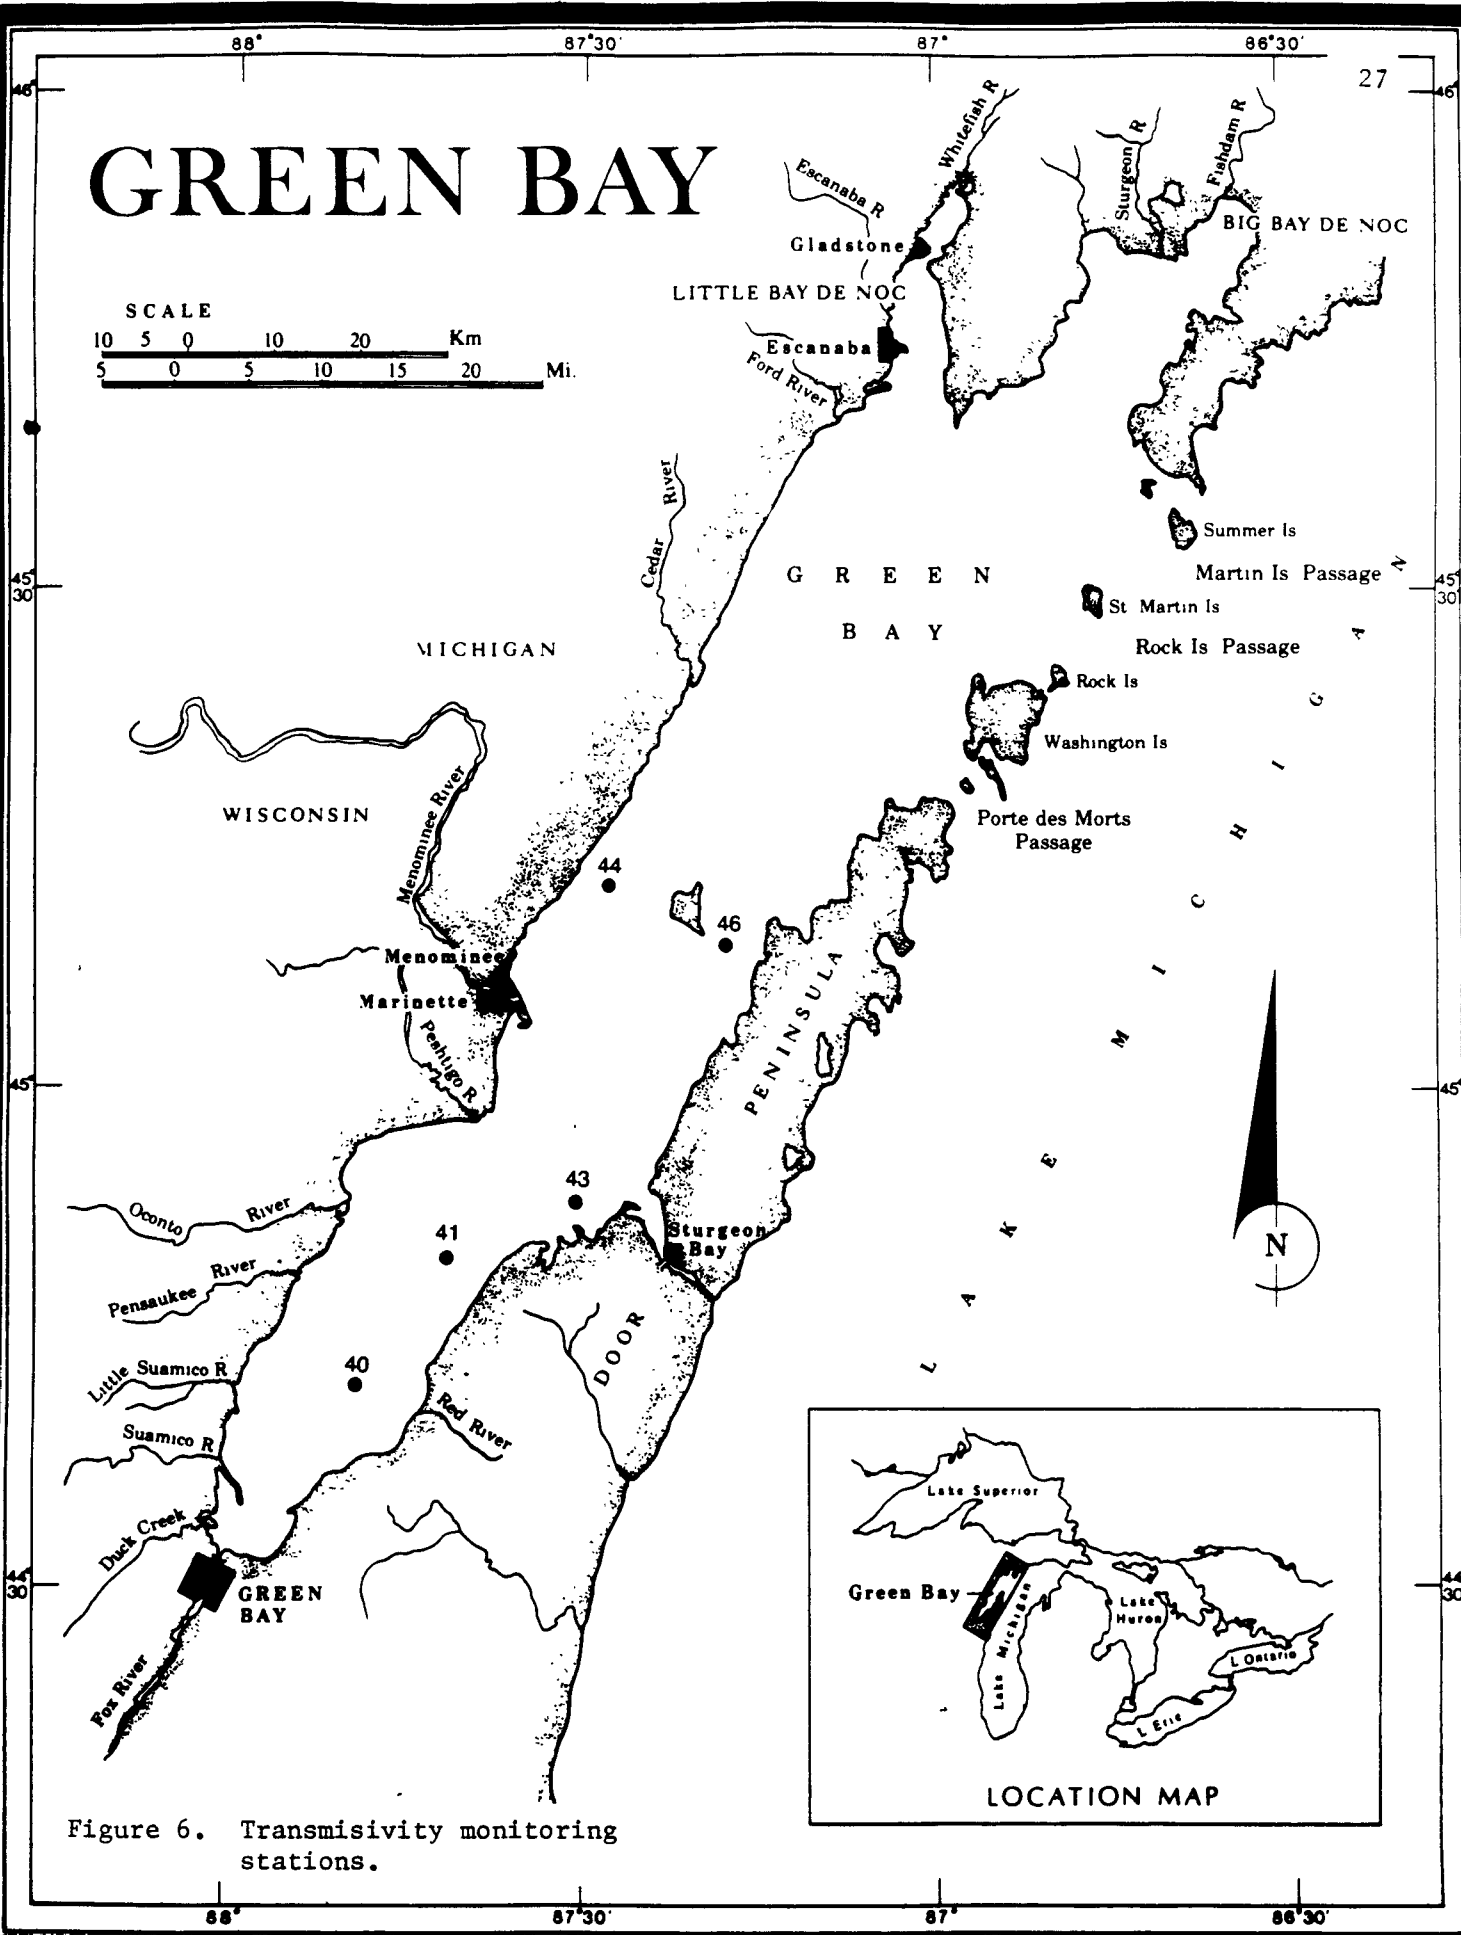 88° 87°30' 87° 86°30'
27
46° 46°
GREEN BAY
Whitefish R
Escanaba R
Sturgeon R
Fishdam R
BIG BAY DE NOC
Gladstone
LITTLE BAY DE NOC
SCALE
10 5 0 10 20 Km
5 0 5 10 15 20 Mi.
Escanaba
Ford River
Cedar River
Summer Is
GREEN
BAY
Martin Is Passage
45° 30' 45° 30'
St Martin Is
MICHIGAN
Rock Is Passage
Rock Is
Washington Is
WISCONSIN
Menominee River
Porte des Morts
Passage
44
46
Menominee
Marinette
Peshtigo R
PENINSULA
LAKE MICHIGAN
45° 45°
43
Oconto River
41
Sturgeon
Bay
N
Pensaukee River
DOOR
40
Little Suamico R
Red River
Suamico R
Duck Creek
44° 30' 44° 30'
GREEN
BAY
Fox River
Lake Superior
Green Bay
Lake Michigan
Lake
Huron
L Ontario
L Erie
LOCATION MAP
Figure 6. Transmisivity monitoring
stations.
88° 87°30' 87° 86°30'